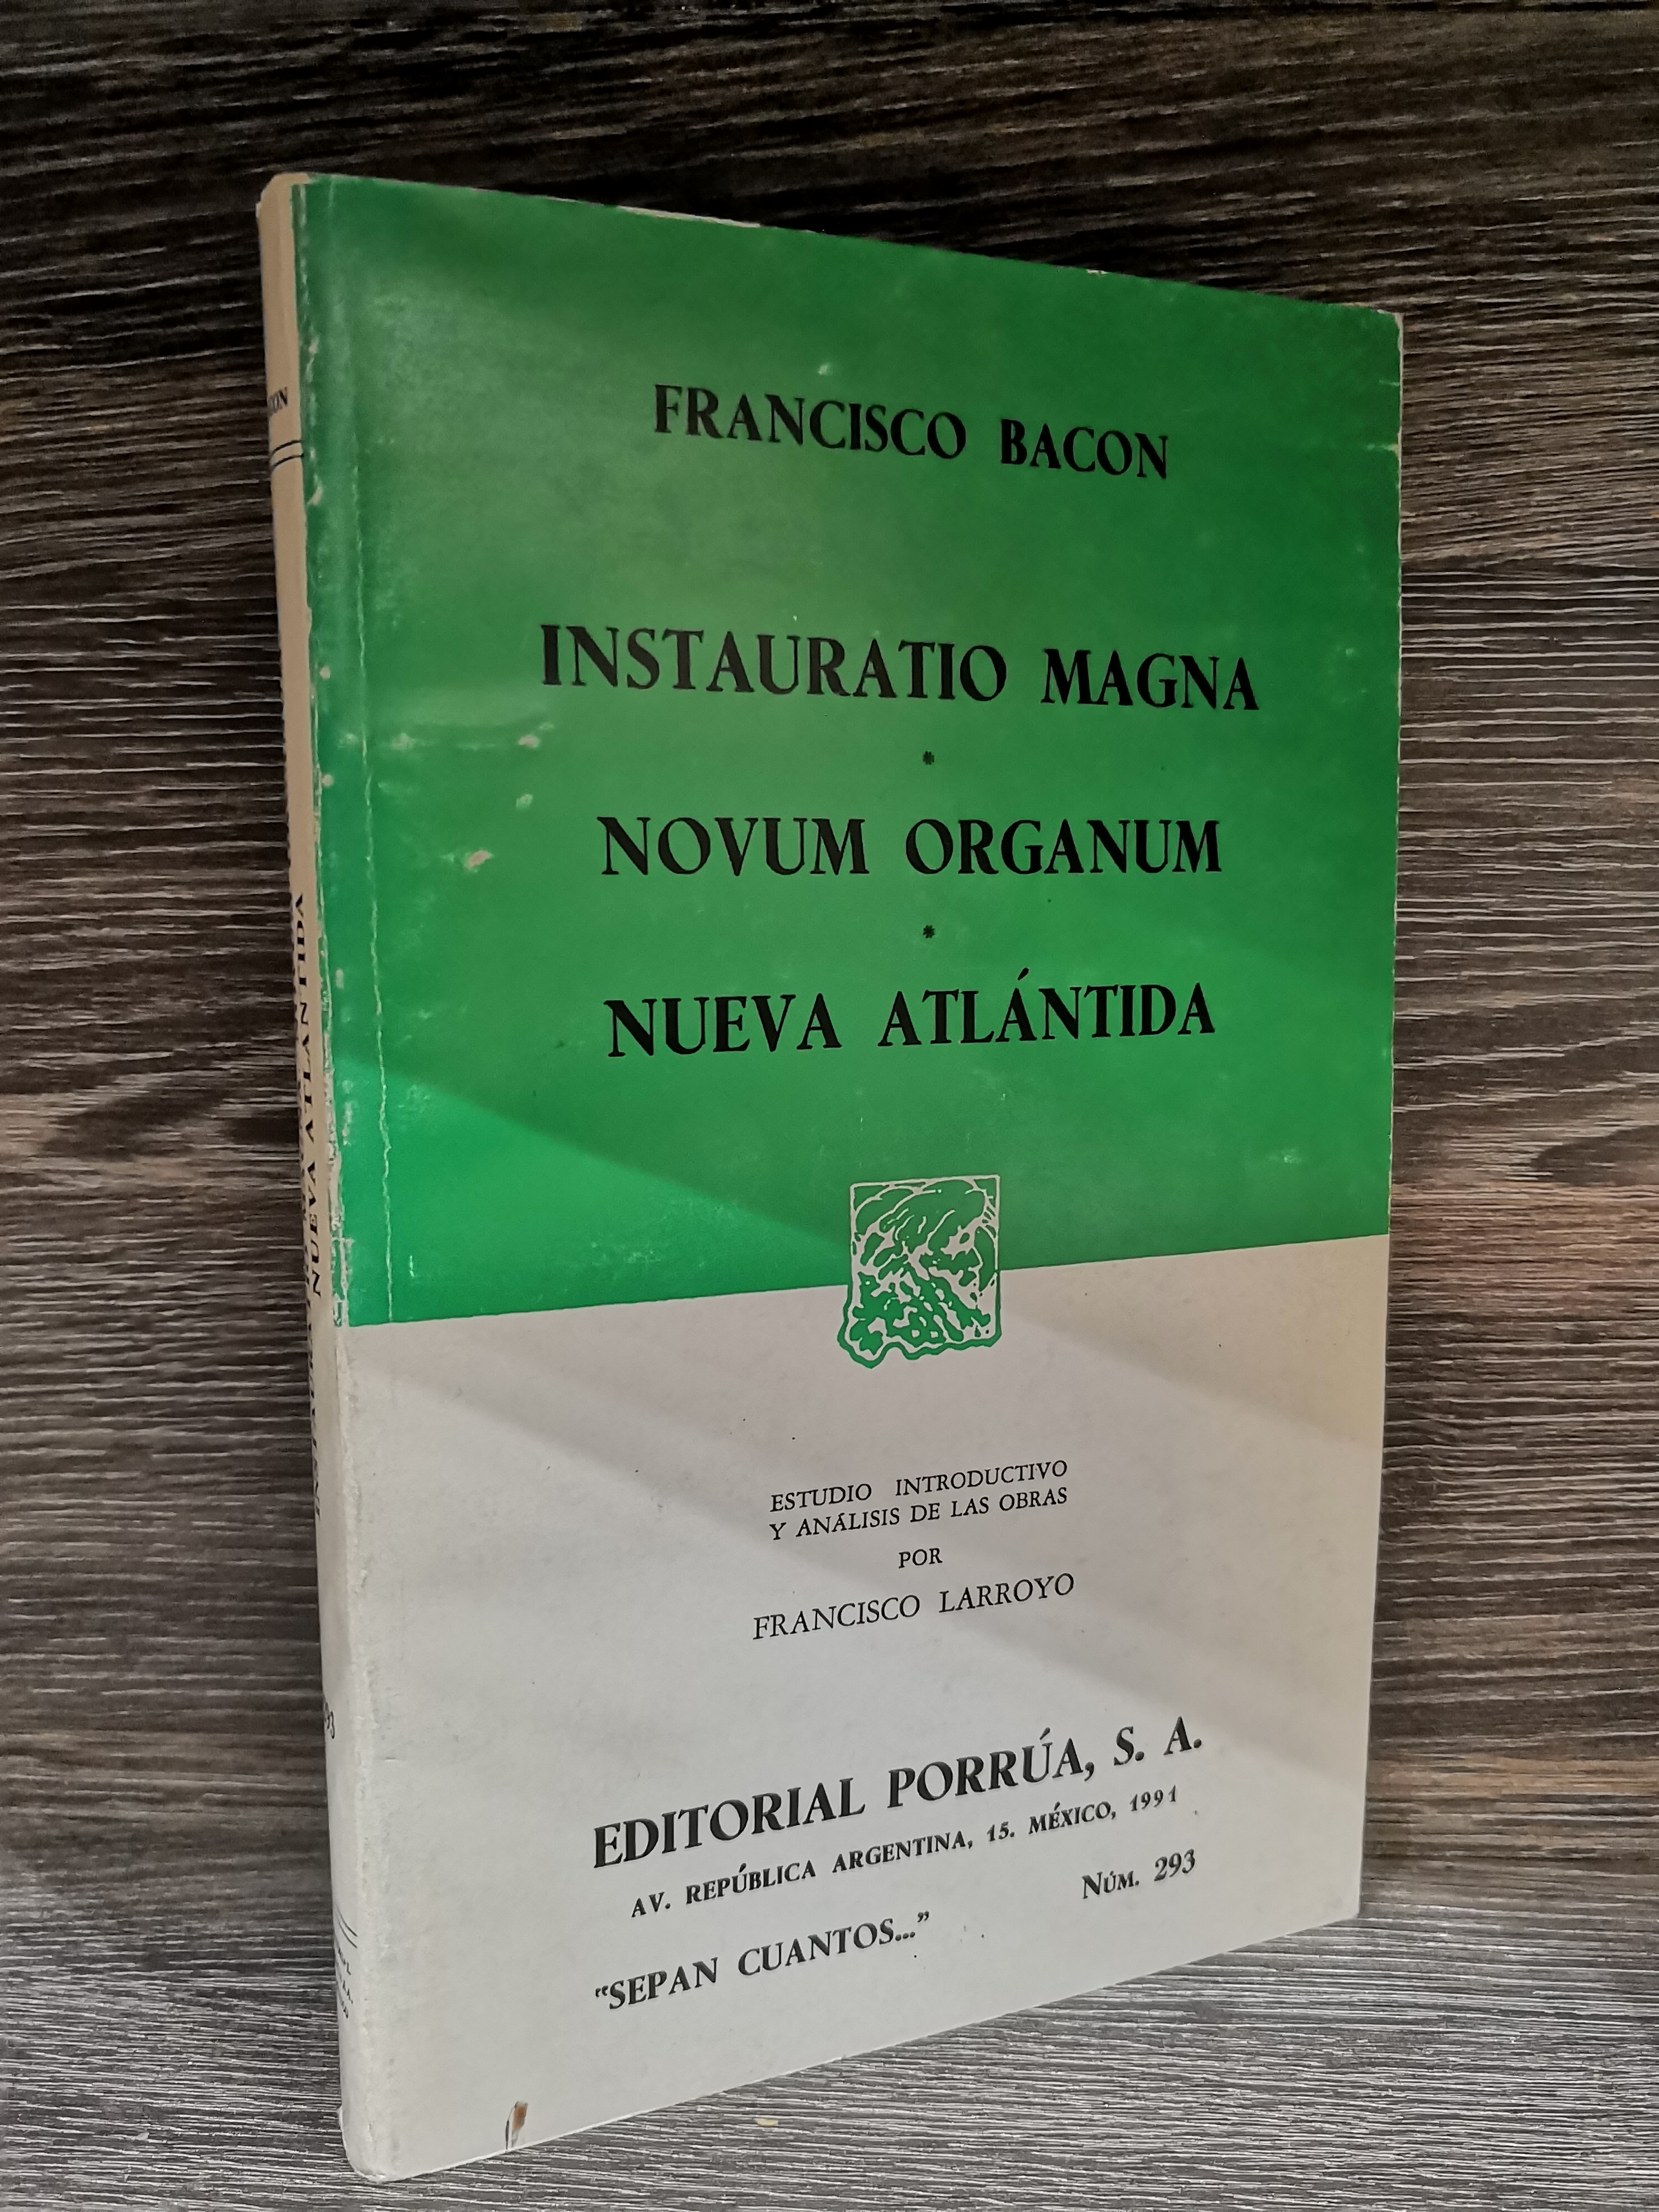 FRANCISCO BACON
INSTAURATIO MAGNA
*
NOVUM ORGANUM
*
NUEVA ATLÁNTIDA
ESTUDIO INTRODUCTIVO
Y ANÁLISIS DE LAS OBRAS
POR
FRANCISCO LARROYO
EDITORIAL PORRÚA, S. A.
AV. REPÚBLICA ARGENTINA, 15. MÉXICO, 1991
"SEPAN CUANTOS..."
NÚM. 293
NUEVA ATLANTIDA